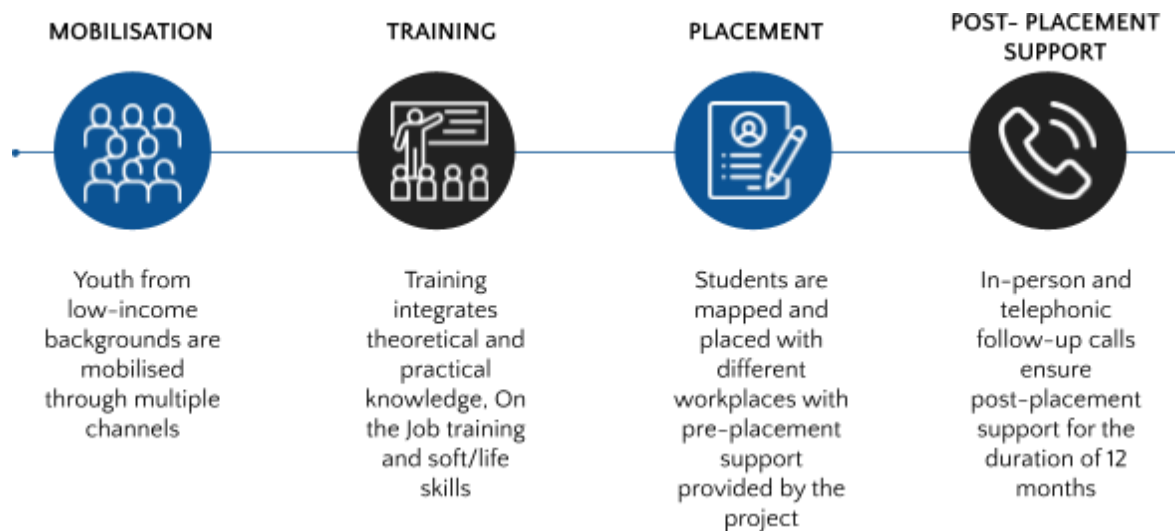 MOBILISATION
Youth from
low-income
backgrounds are
mobilised
through multiple
channels
TRAINING
Training
integrates
theoretical and
practical
knowledge, On
the Job training
and soft/life
skills
PLACEMENT
Students are
mapped and
placed with
different
workplaces with
pre-placement
support
provided by the
project
POST- PLACEMENT
SUPPORT
In-person and
telephonic
follow-up calls
ensure
post-placement
support for the
duration of 12
months